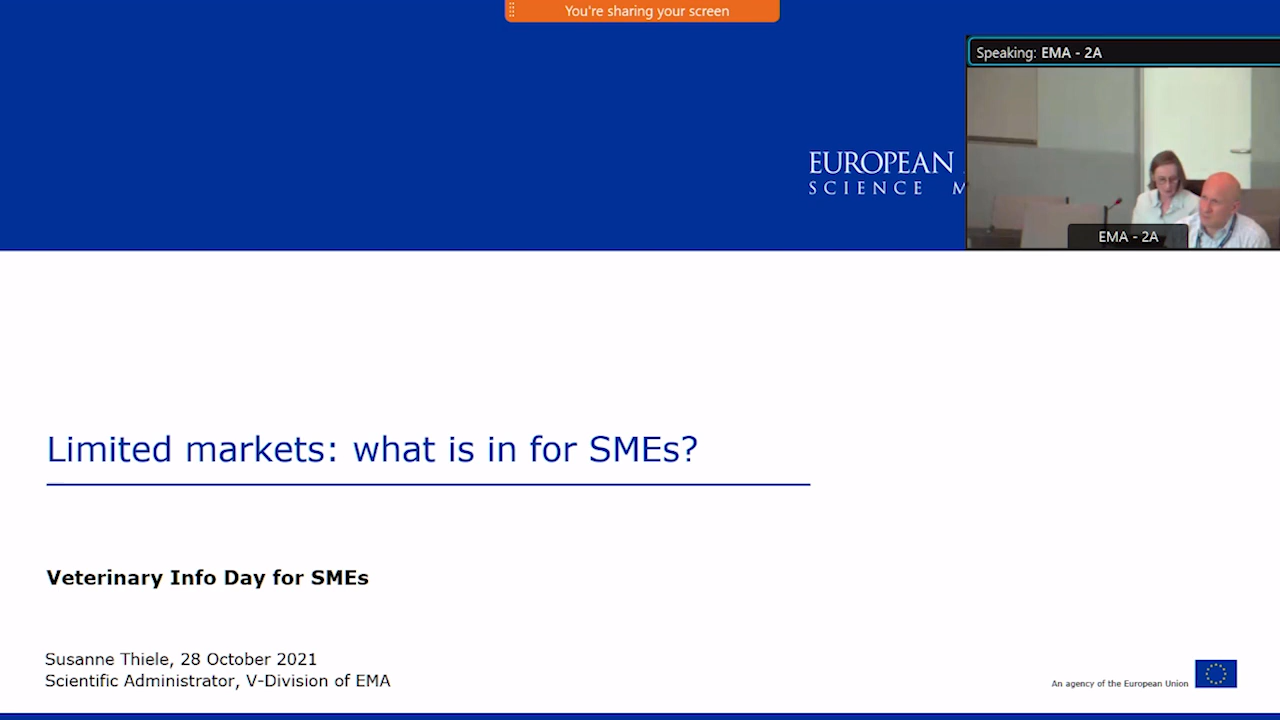 You're sharing your screen
Speaking: EMA - 2A
EUROPEAN
SCIENCE M
EMA - 2A
Limited markets: what is in for SMEs?
Veterinary Info Day for SMEs
Susanne Thiele, 28 October 2021
Scientific Administrator, V-Division of EMA
An agency of the European Union